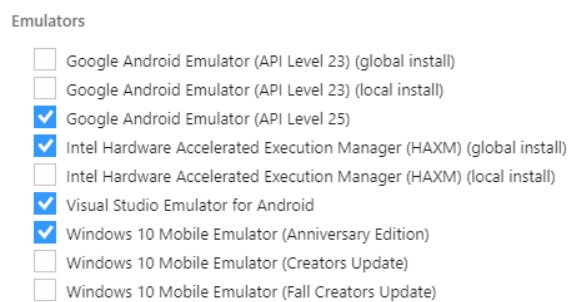 Emulators
Google Android Emulator (API Level 23) (global install)
Google Android Emulator (API Level 23) (local install)
Google Android Emulator (API Level 25)
Intel Hardware Accelerated Execution Manager (HAXM) (global install)
Intel Hardware Accelerated Execution Manager (HAXM) (local install)
Visual Studio Emulator for Android
Windows 10 Mobile Emulator (Anniversary Edition)
Windows 10 Mobile Emulator (Creators Update)
Windows 10 Mobile Emulator (Fall Creators Update)